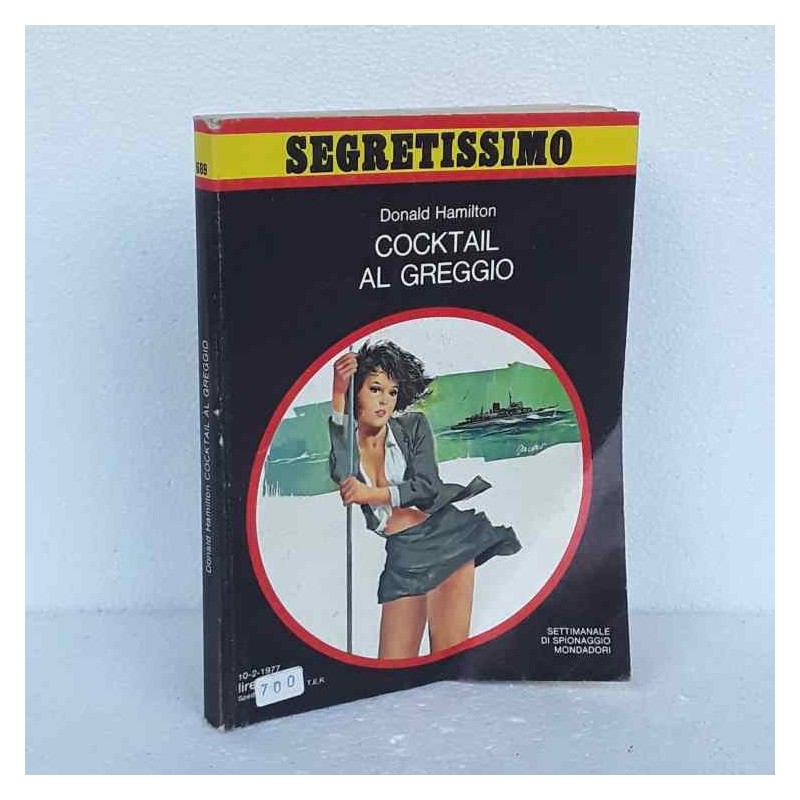 SEGRETISSIMO
689
Donald Hamilton
COCKTAIL
AL GREGGIO
Donald Hamilton COCKTAIL AL GREGGIO
SETTIMANALE
DI SPIONAGGIO
MONDADORI
10-2-1977
lire
700
T.E.P.